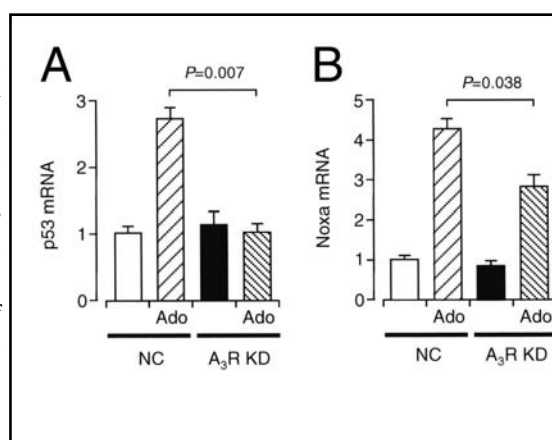 A
P=0.007
p53 mRNA
3
2
1
0
Ado
Ado
NC
A₃R KD
B
P=0.038
Noxa mRNA
5
4
3
2
1
0
Ado
Ado
NC
A₃R KD